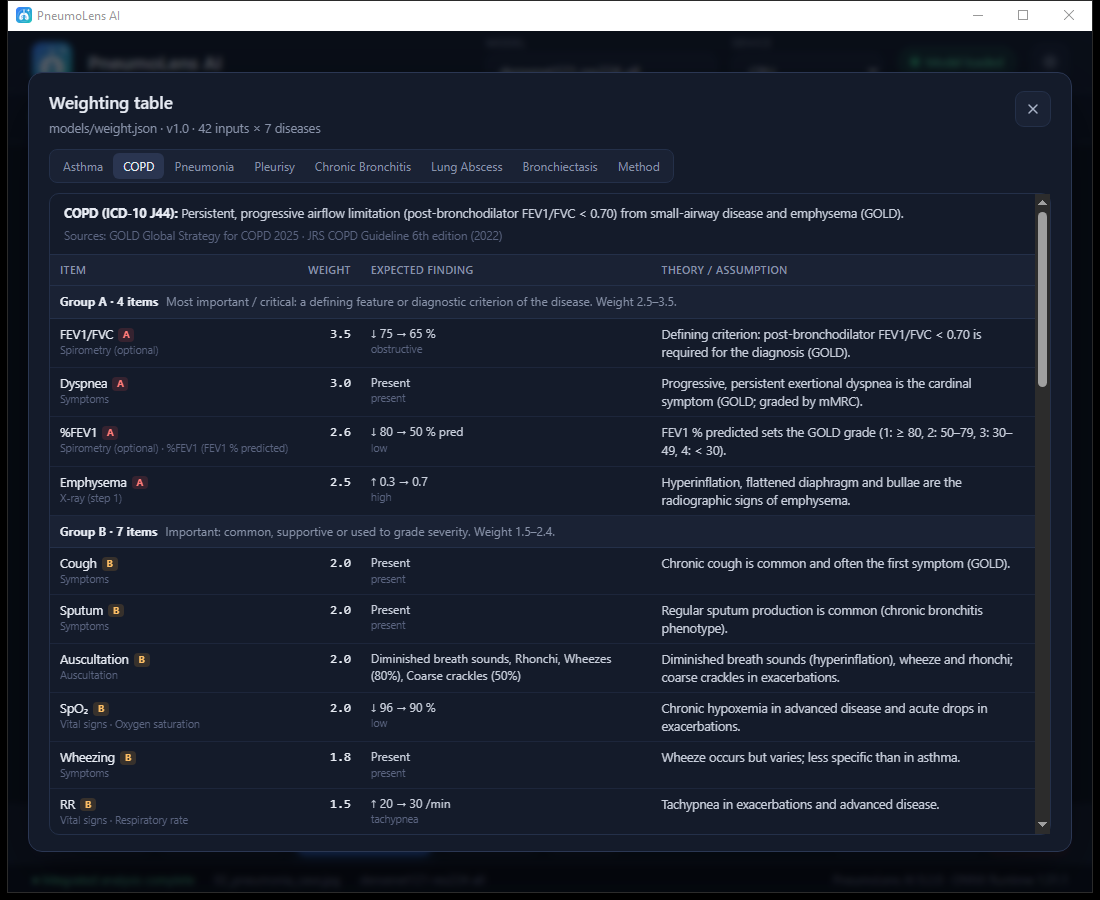 PneumoLens AI
PneumoLens AI
Weighting table
models/weight.json · v1.0 · 42 inputs × 7 diseases
Asthma COPD Pneumonia Pleurisy Chronic Bronchitis Lung Abscess Bronchiectasis Method
COPD (ICD-10 J44): Persistent, progressive airflow limitation (post-bronchodilator FEV1/FVC < 0.70) from small-airway disease and emphysema (GOLD).
Sources: GOLD Global Strategy for COPD 2025 · JRS COPD Guideline 6th edition (2022)
ITEM WEIGHT EXPECTED FINDING THEORY / ASSUMPTION
Group A · 4 items Most important / critical: a defining feature or diagnostic criterion of the disease. Weight 2.5–3.5.
FEV1/FVC A 3.5 ↓ 75 → 65 % Defining criterion: post-bronchodilator FEV1/FVC < 0.70 is
Spirometry (optional) obstructive required for the diagnosis (GOLD).
Dyspnea A 3.0 Present Progressive, persistent exertional dyspnea is the cardinal
Symptoms present symptom (GOLD; graded by mMRC).
%FEV1 A 2.6 ↓ 80 → 50 % pred FEV1 % predicted sets the GOLD grade (1: ≥ 80, 2: 50–79, 3: 30–
Spirometry (optional) · %FEV1 (FEV1 % predicted) low 49, 4: < 30).
Emphysema A 2.5 ↑ 0.3 → 0.7 Hyperinflation, flattened diaphragm and bullae are the
X-ray (step 1) high radiographic signs of emphysema.
Group B · 7 items Important: common, supportive or used to grade severity. Weight 1.5–2.4.
Cough B 2.0 Present Chronic cough is common and often the first symptom (GOLD).
Symptoms present
Sputum B 2.0 Present Regular sputum production is common (chronic bronchitis
Symptoms present phenotype).
Auscultation B 2.0 Diminished breath sounds, Rhonchi, Wheezes Diminished breath sounds (hyperinflation), wheeze and rhonchi;
Auscultation (80%), Coarse crackles (50%) coarse crackles in exacerbations.
SpO₂ B 2.0 ↓ 96 → 90 % Chronic hypoxemia in advanced disease and acute drops in
Vital signs · Oxygen saturation low exacerbations.
Wheezing B 1.8 Present Wheeze occurs but varies; less specific than in asthma.
Symptoms present
RR B 1.5 ↑ 20 → 30 /min Tachypnea in exacerbations and advanced disease.
Vital signs · Respiratory rate tachypnea